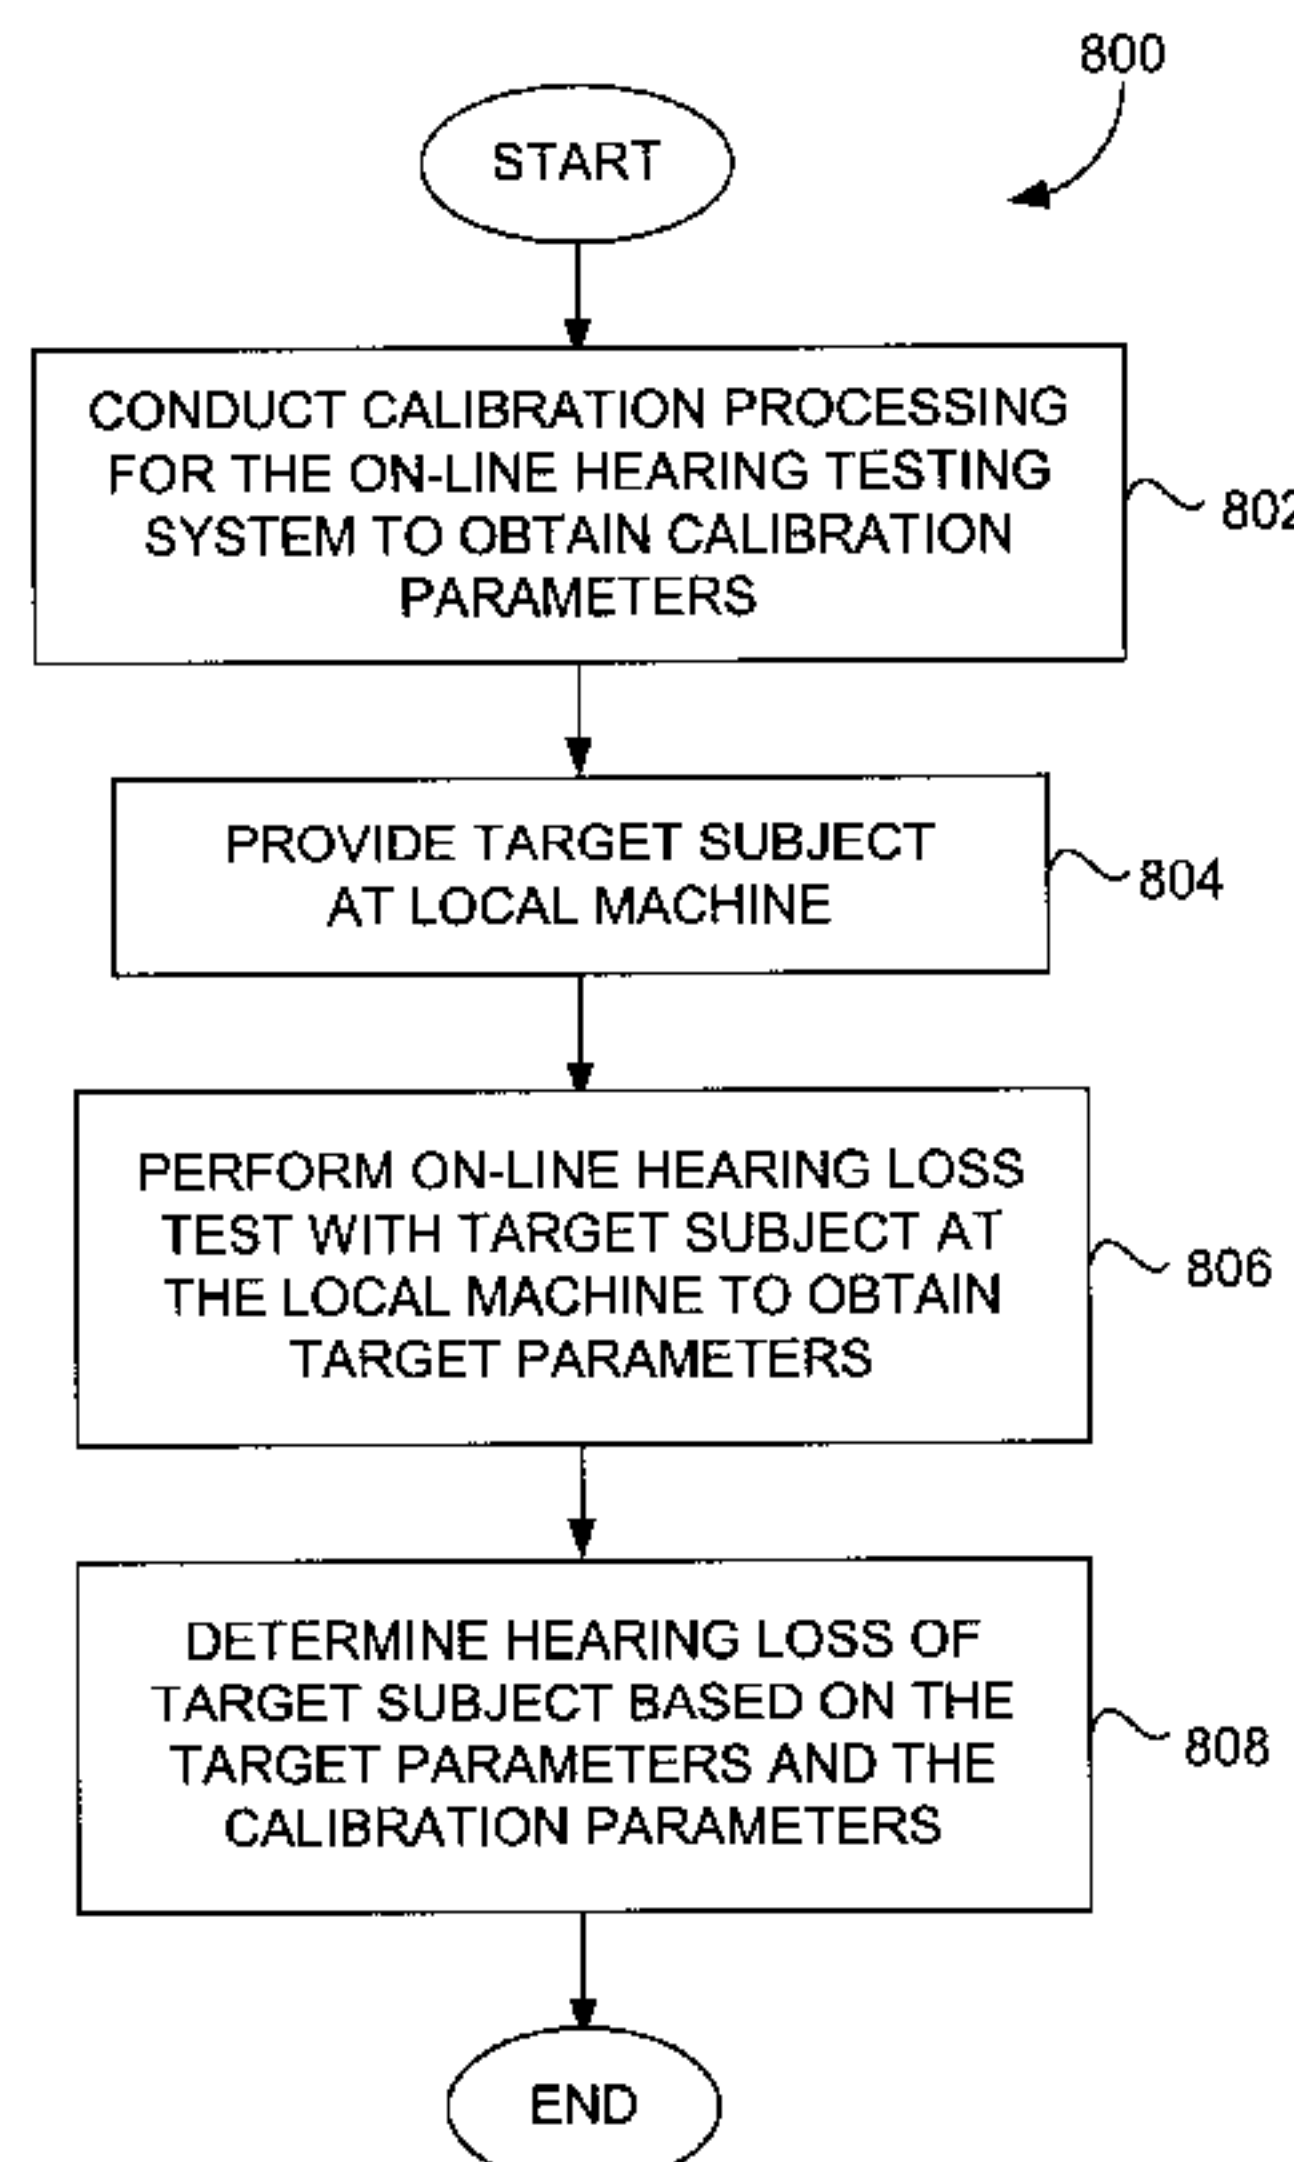 800
START
CONDUCT CALIBRATION PROCESSING
FOR THE ON-LINE HEARING TESTING
SYSTEM TO OBTAIN CALIBRATION
PARAMETERS
802
PROVIDE TARGET SUBJECT
AT LOCAL MACHINE
804
PERFORM ON-LINE HEARING LOSS
TEST WITH TARGET SUBJECT AT
THE LOCAL MACHINE TO OBTAIN
TARGET PARAMETERS
806
DETERMINE HEARING LOSS OF
TARGET SUBJECT BASED ON THE
TARGET PARAMETERS AND THE
CALIBRATION PARAMETERS
808
END